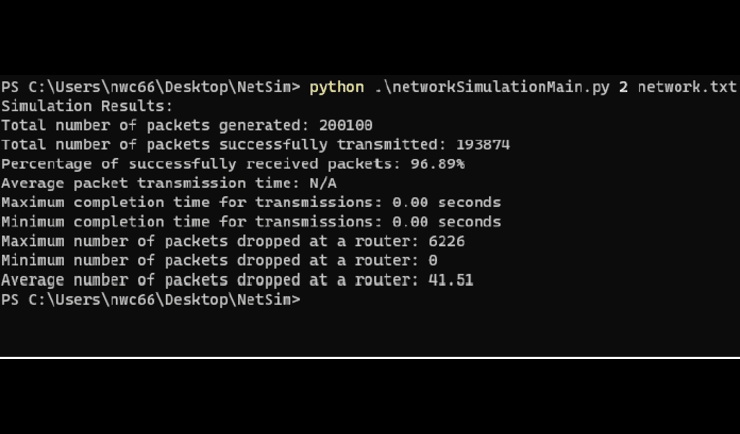 PS C:\Users\nwc66\Desktop\NetSim> python .\networkSimulationMain.py 2 network.txt
Simulation Results:
Total number of packets generated: 200100
Total number of packets successfully transmitted: 193874
Percentage of successfully received packets: 96.89%
Average packet transmission time: N/A
Maximum completion time for transmissions: 0.00 seconds
Minimum completion time for transmissions: 0.00 seconds
Maximum number of packets dropped at a router: 6226
Minimum number of packets dropped at a router: 0
Average number of packets dropped at a router: 41.51
PS C:\Users\nwc66\Desktop\NetSim>